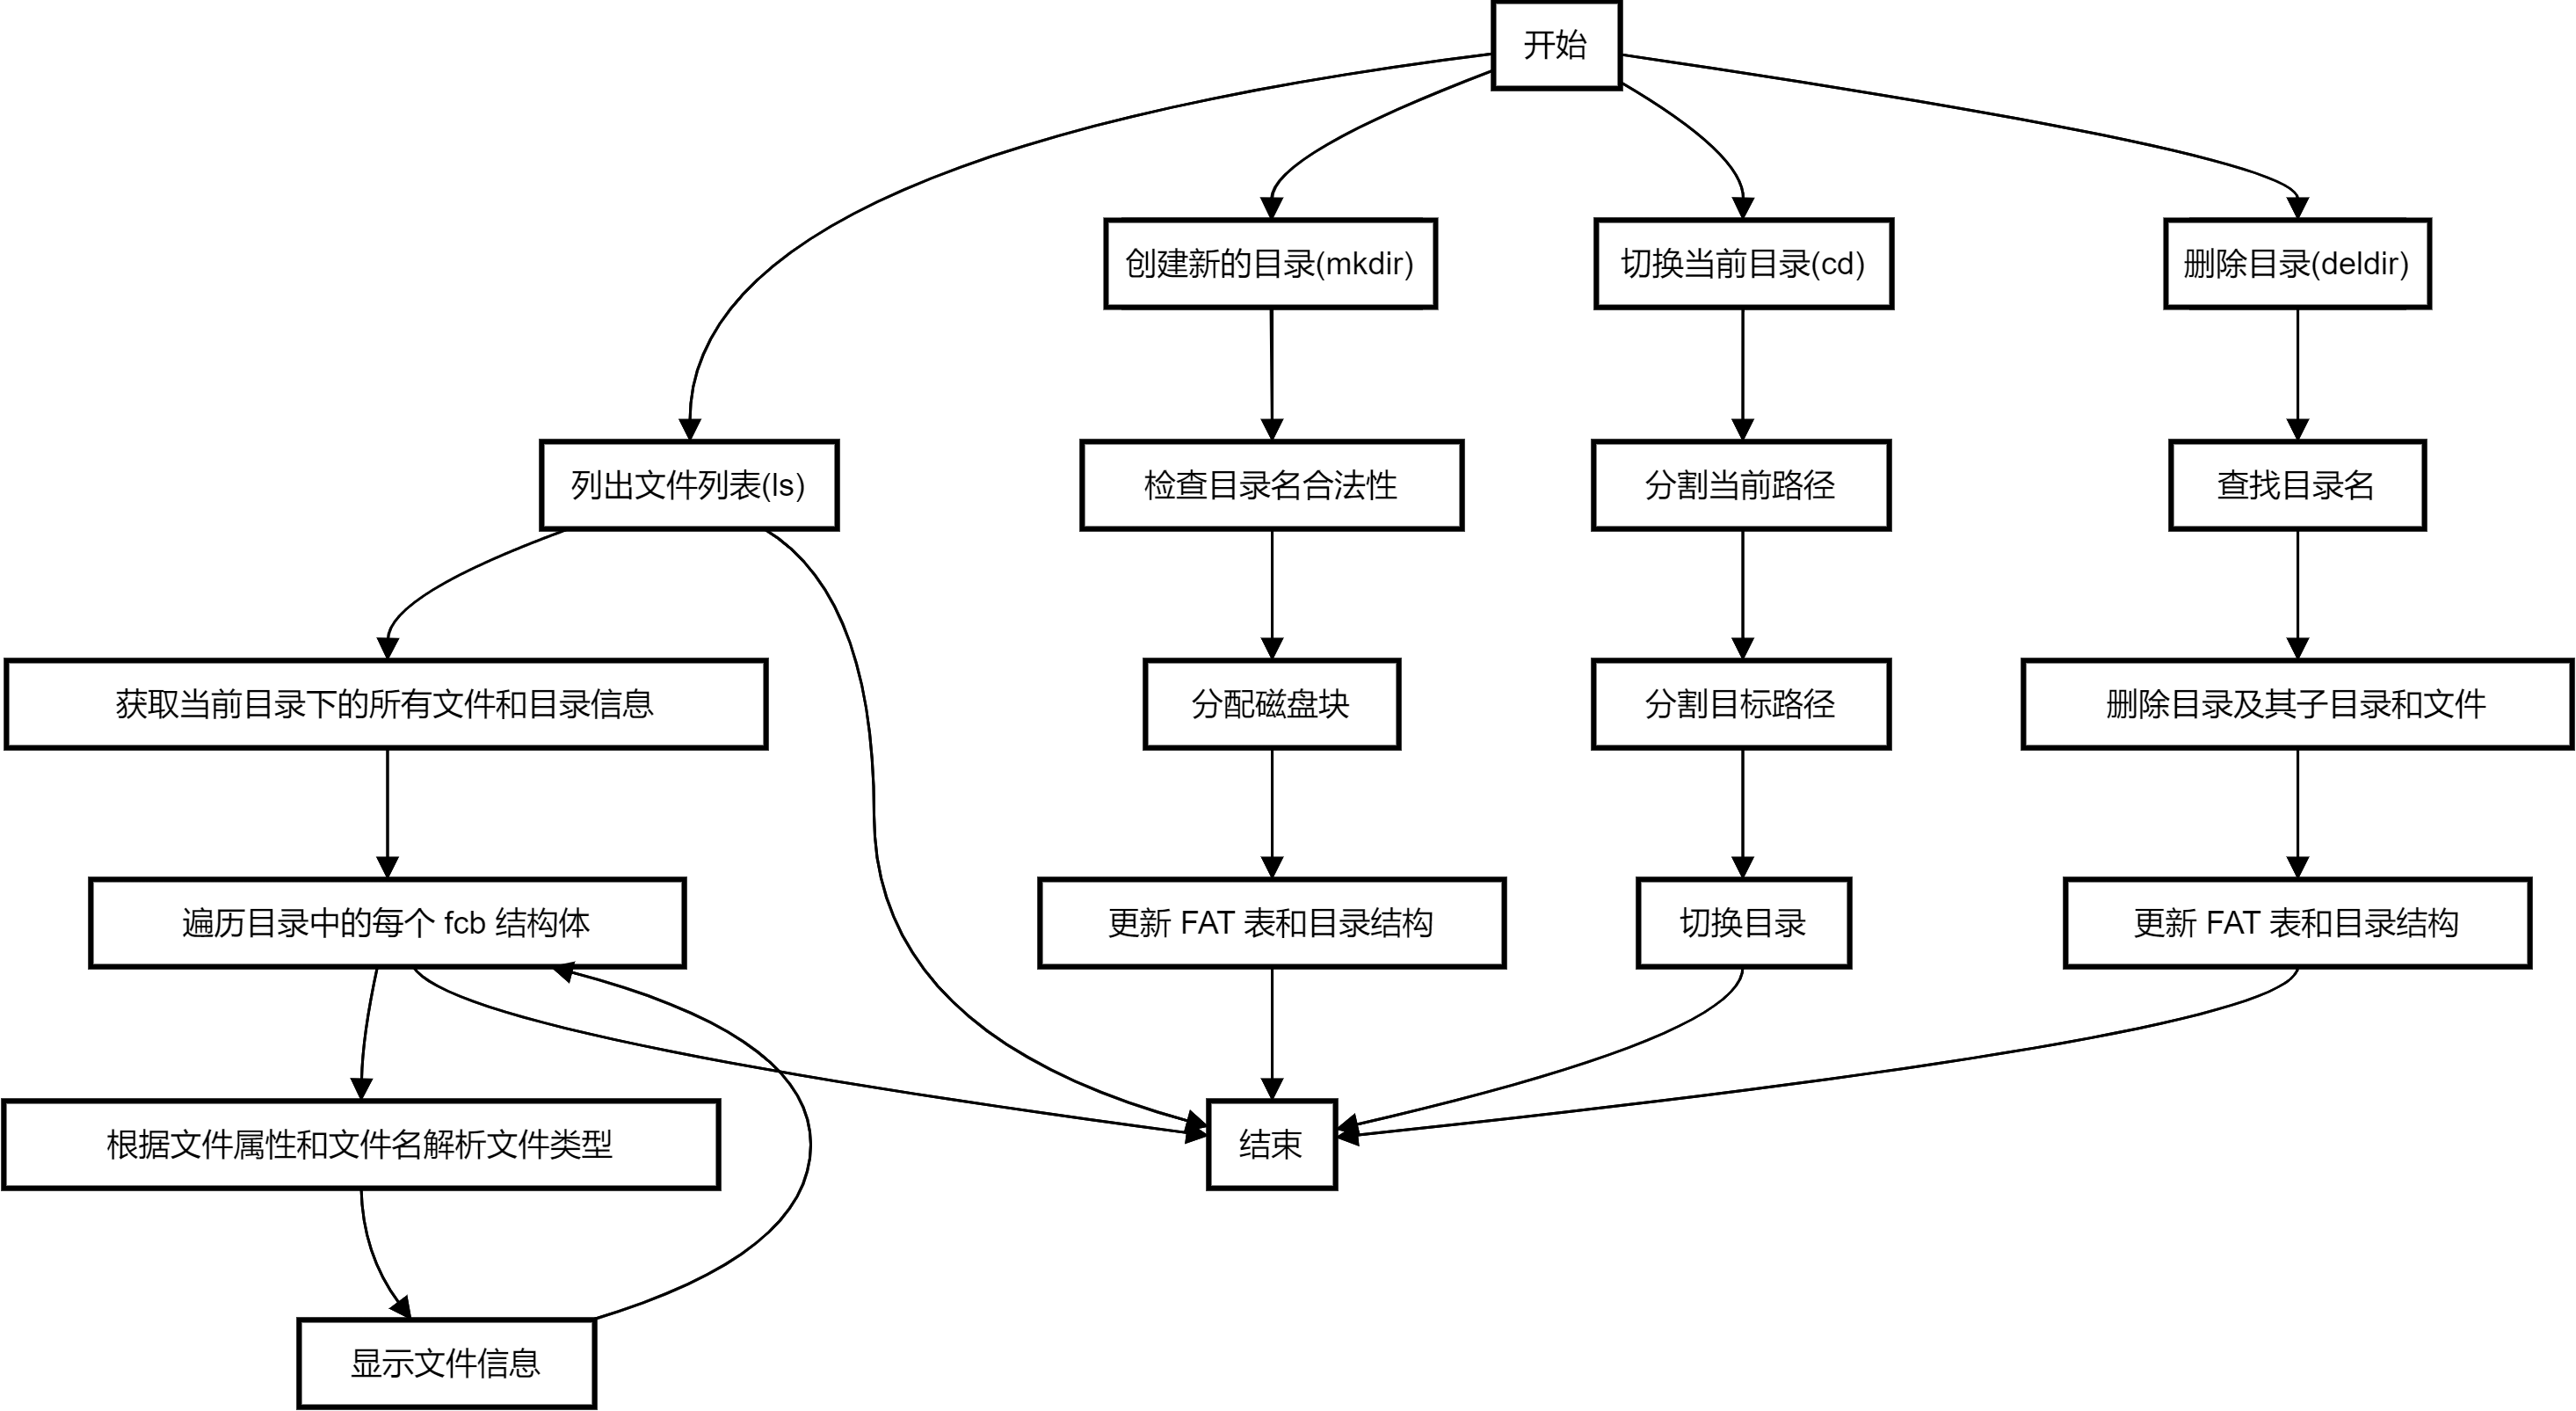 开始
创建新的目录(mkdir)
切换当前目录(cd)
删除目录(deldir)
列出文件列表(ls)
检查目录名合法性
分割当前路径
查找目录名
获取当前目录下的所有文件和目录信息
分配磁盘块
分割目标路径
删除目录及其子目录和文件
遍历目录中的每个 fcb 结构体
更新 FAT 表和目录结构
切换目录
更新 FAT 表和目录结构
根据文件属性和文件名解析文件类型
结束
显示文件信息